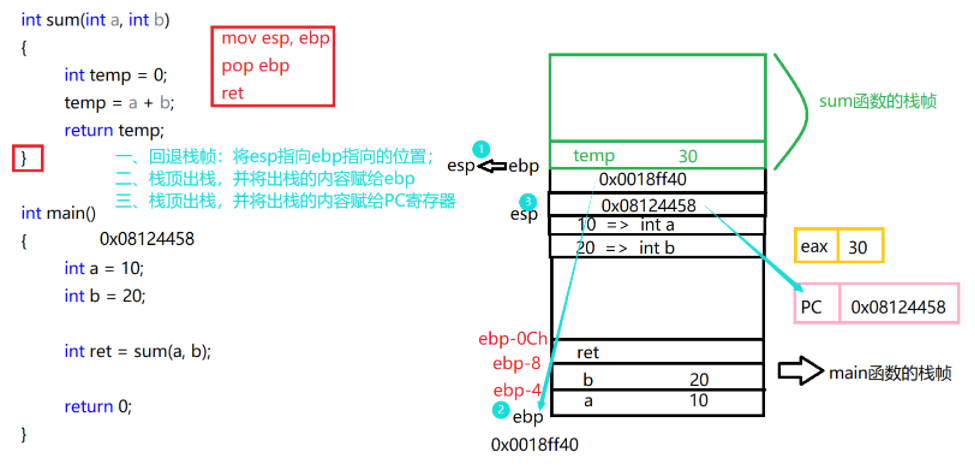 int sum(int a, int b)
{
int temp = 0;
temp = a + b;
return temp;
}
mov esp, ebp
pop ebp
ret
一、回退栈帧：将esp指向ebp指向的位置；
二、栈顶出栈，并将出栈的内容赋给ebp
三、栈顶出栈，并将出栈的内容赋给PC寄存器
int main()
{
0x08124458
int a = 10;
int b = 20;
int ret = sum(a, b);
return 0;
}
sum函数的栈帧
temp 30
esp 1 ebp
0x0018ff40
3
esp
0x08124458
10 => int a
20 => int b
eax 30
PC 0x08124458
ebp-0Ch
ret
ebp-8
b 20
ebp-4
a 10
2 ebp
0x0018ff40
main函数的栈帧